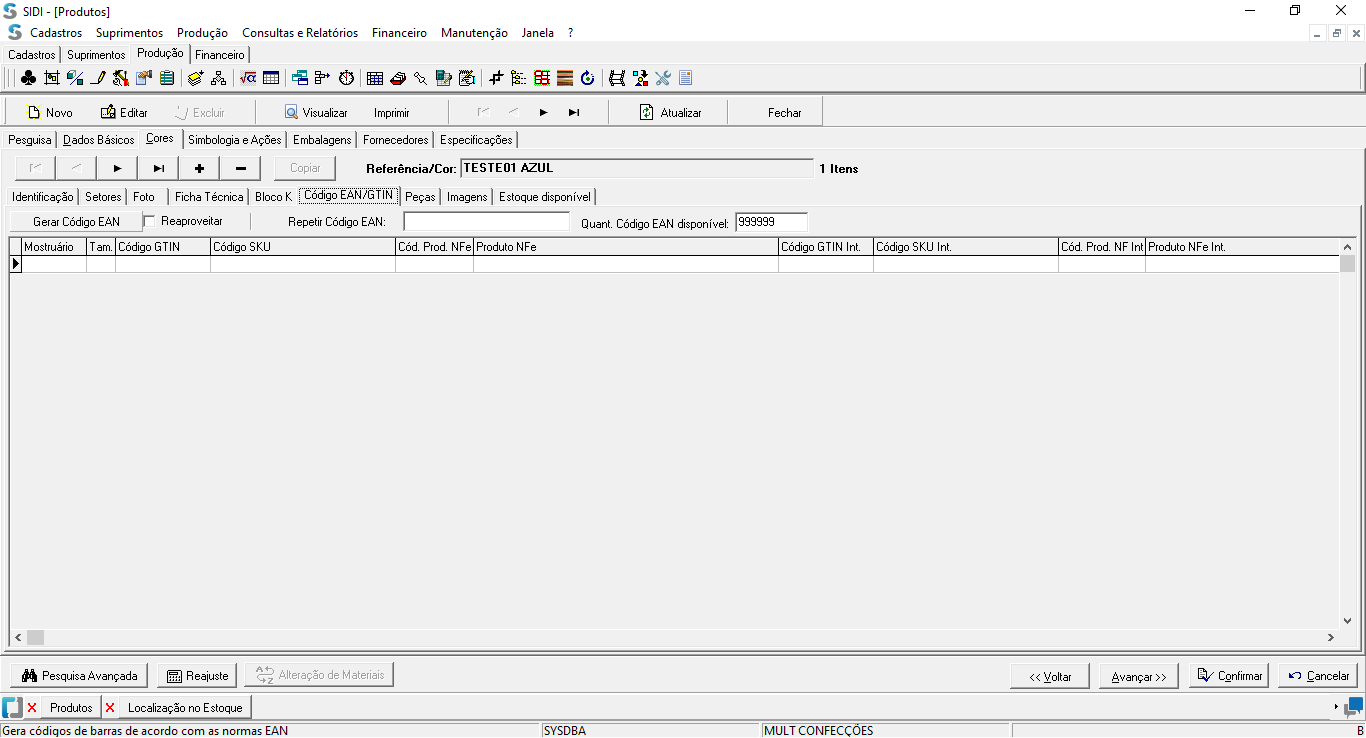 SIDI - [Produtos]
Cadastros Suprimentos Produção Consultas e Relatórios Financeiro Manutenção Janela ?
Cadastros Suprimentos Produção Financeiro
Novo Editar Excluir Visualizar Imprimir Atualizar Fechar
Pesquisa Dados Básicos Cores Simbologia e Ações Embalagens Fornecedores Especificações
Copiar Referência/Cor: TESTE01 AZUL 1 Itens
Identificação Setores Foto Ficha Técnica Bloco K Código EAN/GTIN Peças Imagens Estoque disponível
Gerar Código EAN Reaproveitar Repetir Código EAN: Quant. Código EAN disponível: 999999
Mostruário Tam. Código GTIN Código SKU Cód. Prod. NFe Produto NFe Código GTIN Int. Código SKU Int. Cód. Prod. NF Int Produto NFe Int.
Pesquisa Avançada Reajuste Alteração de Materiais << Voltar Avançar >> Confirmar Cancelar
Produtos Localização no Estoque
Gera códigos de barras de acordo com as normas EAN SYSDBA MULT CONFECÇÕES B